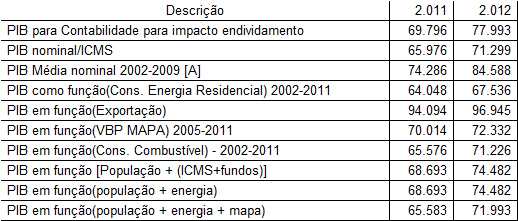 Descrição 2.011 2.012
PIB para Contabilidade para impacto endividamento 69.796 77.993
PIB nominal/ICMS 65.976 71.299
PIB Média nominal 2002-2009 [A] 74.286 84.588
PIB como função(Cons. Energia Residencial) 2002-2011 64.048 67.536
PIB em função(Exportação) 94.094 96.945
PIB em função(VBP MAPA) 2005-2011 70.014 72.332
PIB em função(Cons. Combustível) - 2002-2011 65.576 71.226
PIB em função [População + (ICMS+fundos)] 68.693 74.482
PIB em função(população + energia) 68.693 74.482
PIB em função(população + energia + mapa) 65.583 71.993